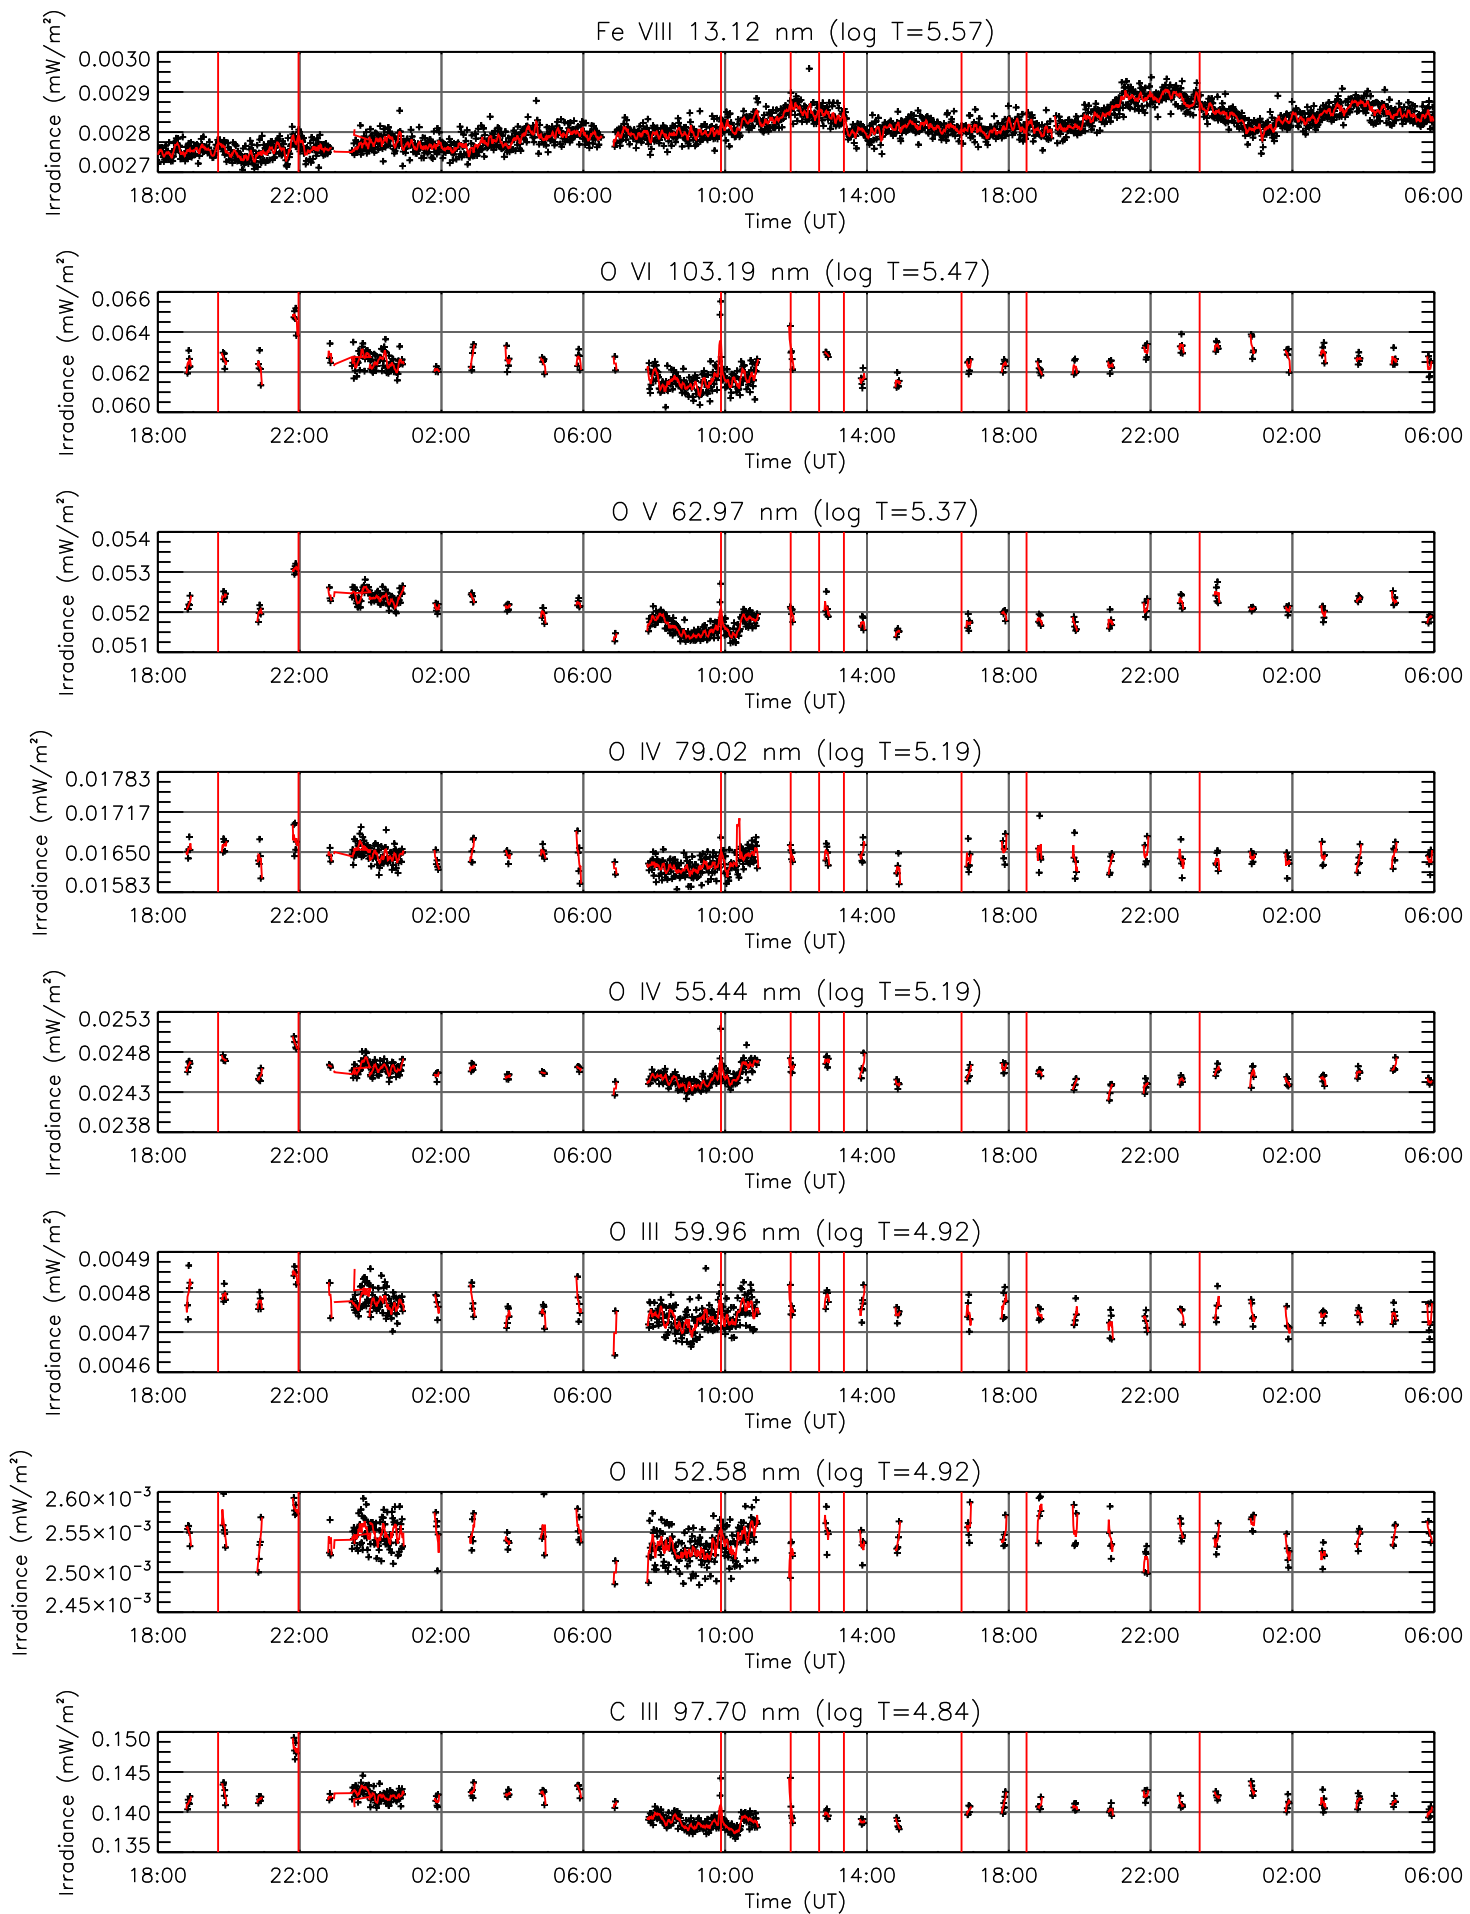 Fe VIII 13.12 nm (log T=5.57)
Irradiance (mW/m²)
0.0030
0.0029
0.0028
0.0027
18:00 22:00 02:00 06:00 10:00 14:00 18:00 22:00 02:00 06:00
Time (UT)
O VI 103.19 nm (log T=5.47)
Irradiance (mW/m²)
0.066
0.064
0.062
0.060
18:00 22:00 02:00 06:00 10:00 14:00 18:00 22:00 02:00 06:00
Time (UT)
O V 62.97 nm (log T=5.37)
Irradiance (mW/m²)
0.054
0.053
0.052
0.051
18:00 22:00 02:00 06:00 10:00 14:00 18:00 22:00 02:00 06:00
Time (UT)
O IV 79.02 nm (log T=5.19)
Irradiance (mW/m²)
0.01783
0.01717
0.01650
0.01583
18:00 22:00 02:00 06:00 10:00 14:00 18:00 22:00 02:00 06:00
Time (UT)
O IV 55.44 nm (log T=5.19)
Irradiance (mW/m²)
0.0253
0.0248
0.0243
0.0238
18:00 22:00 02:00 06:00 10:00 14:00 18:00 22:00 02:00 06:00
Time (UT)
O III 59.96 nm (log T=4.92)
Irradiance (mW/m²)
0.0049
0.0048
0.0047
0.0046
18:00 22:00 02:00 06:00 10:00 14:00 18:00 22:00 02:00 06:00
Time (UT)
O III 52.58 nm (log T=4.92)
Irradiance (mW/m²)
2.60×10⁻³
2.55×10⁻³
2.50×10⁻³
2.45×10⁻³
18:00 22:00 02:00 06:00 10:00 14:00 18:00 22:00 02:00 06:00
Time (UT)
C III 97.70 nm (log T=4.84)
Irradiance (mW/m²)
0.150
0.145
0.140
0.135
18:00 22:00 02:00 06:00 10:00 14:00 18:00 22:00 02:00 06:00
Time (UT)